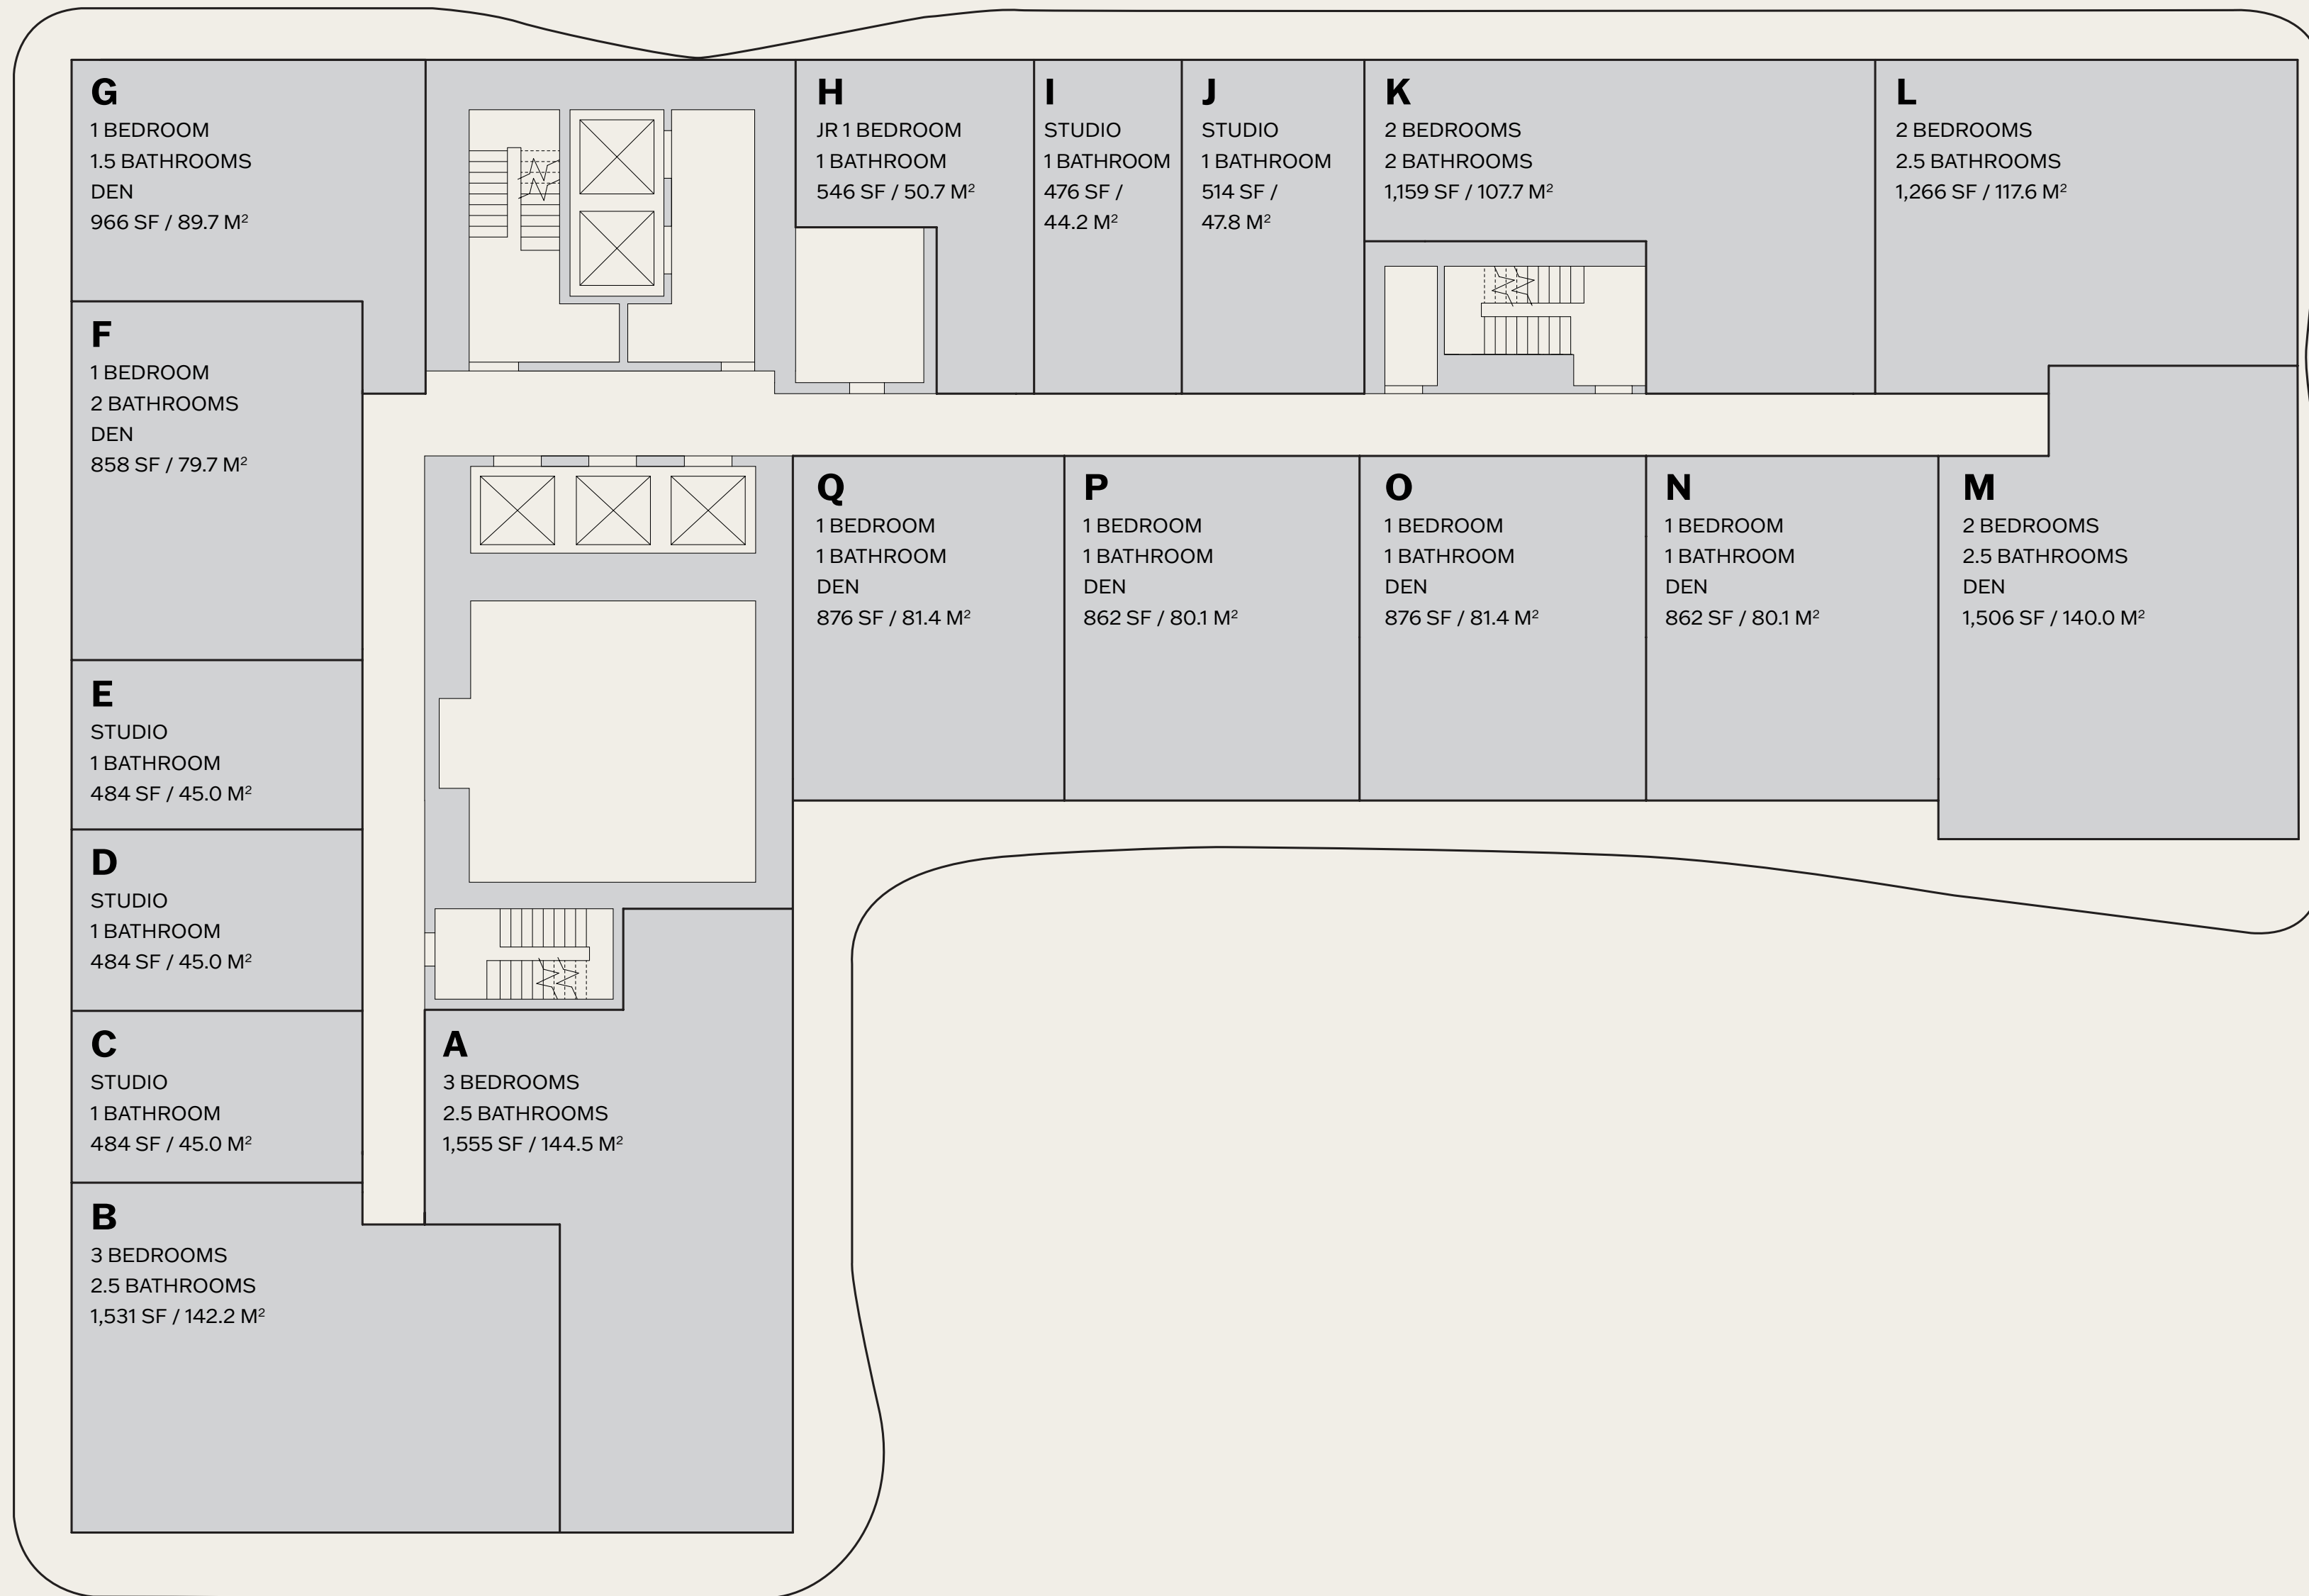 G
1 BEDROOM
1.5 BATHROOMS
DEN
966 SF / 89.7 M²
H
JR 1 BEDROOM
1 BATHROOM
546 SF / 50.7 M²
I
STUDIO
1 BATHROOM
476 SF /
44.2 M²
J
STUDIO
1 BATHROOM
514 SF /
47.8 M²
K
2 BEDROOMS
2 BATHROOMS
1,159 SF / 107.7 M²
L
2 BEDROOMS
2.5 BATHROOMS
1,266 SF / 117.6 M²
F
1 BEDROOM
2 BATHROOMS
DEN
858 SF / 79.7 M²
Q
1 BEDROOM
1 BATHROOM
DEN
876 SF / 81.4 M²
P
1 BEDROOM
1 BATHROOM
DEN
862 SF / 80.1 M²
O
1 BEDROOM
1 BATHROOM
DEN
876 SF / 81.4 M²
N
1 BEDROOM
1 BATHROOM
DEN
862 SF / 80.1 M²
M
2 BEDROOMS
2.5 BATHROOMS
DEN
1,506 SF / 140.0 M²
E
STUDIO
1 BATHROOM
484 SF / 45.0 M²
D
STUDIO
1 BATHROOM
484 SF / 45.0 M²
C
STUDIO
1 BATHROOM
484 SF / 45.0 M²
A
3 BEDROOMS
2.5 BATHROOMS
1,555 SF / 144.5 M²
B
3 BEDROOMS
2.5 BATHROOMS
1,531 SF / 142.2 M²